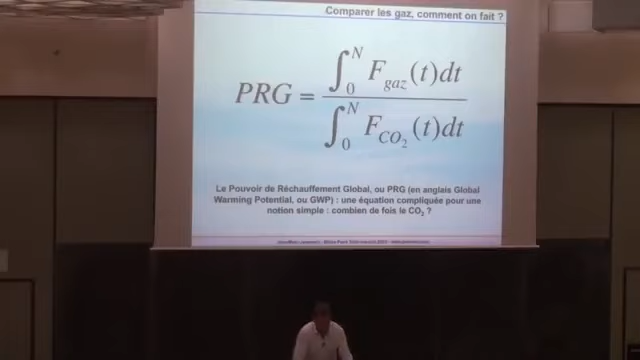 Comparer les gaz, comment on fait ?
PRG = ∫₀ᴺ F_gaz (t)dt / ∫₀ᴺ F_CO₂ (t)dt
Le Pouvoir de Réchauffement Global, ou PRG (en anglais Global
Warming Potential, ou GWP) : une équation compliquée pour une
notion simple : combien de fois le CO₂ ?